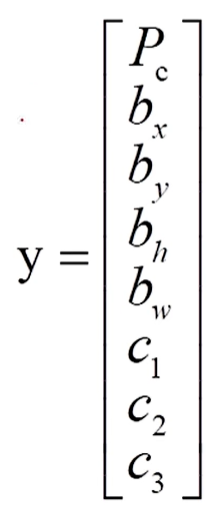 P_c
b_x
b_y
b_h
y = b_w
c_1
c_2
c_3